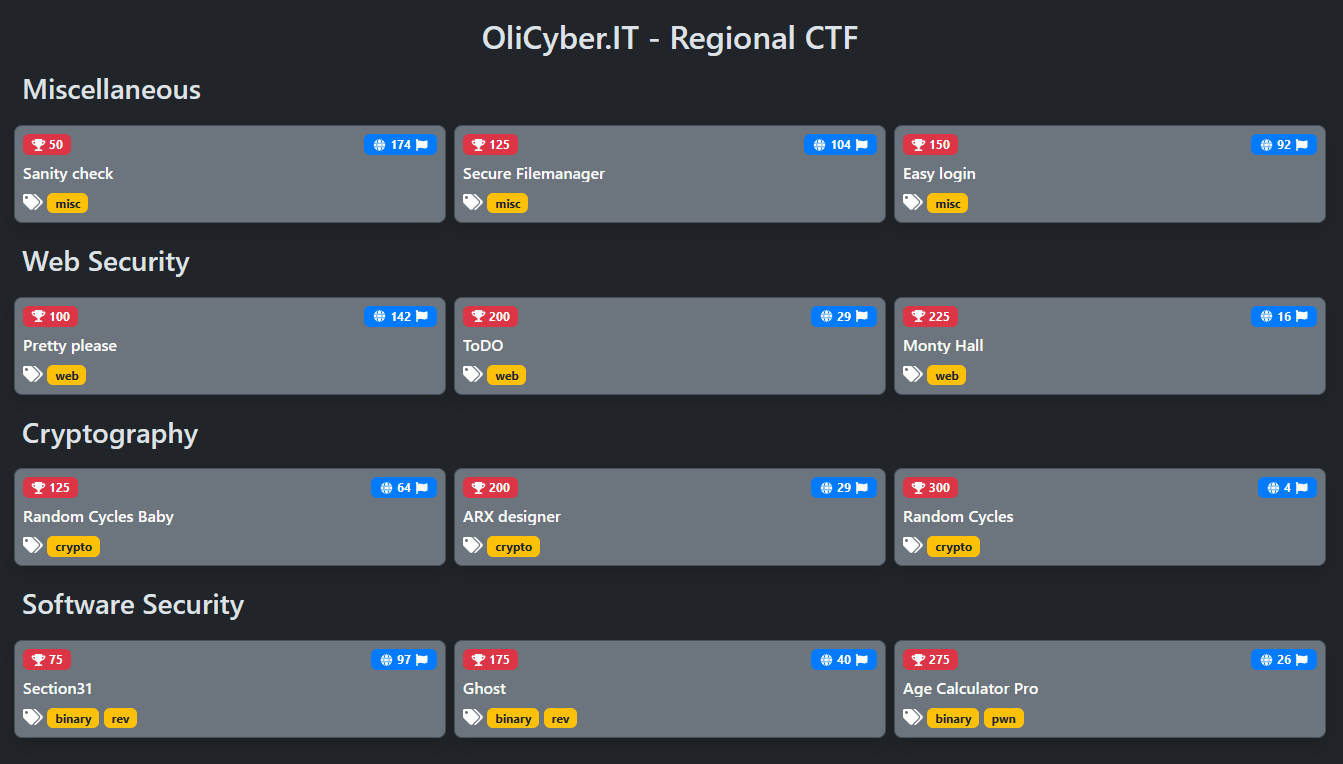 OliCyber.IT - Regional CTF
Miscellaneous
50 174 125 104 150 92
Sanity check Secure Filemanager Easy login
misc misc misc
Web Security
100 142 200 29 225 16
Pretty please ToDO Monty Hall
web web web
Cryptography
125 64 200 29 300 4
Random Cycles Baby ARX designer Random Cycles
crypto crypto crypto
Software Security
75 97 175 40 275 26
Section31 Ghost Age Calculator Pro
binary rev binary rev binary pwn